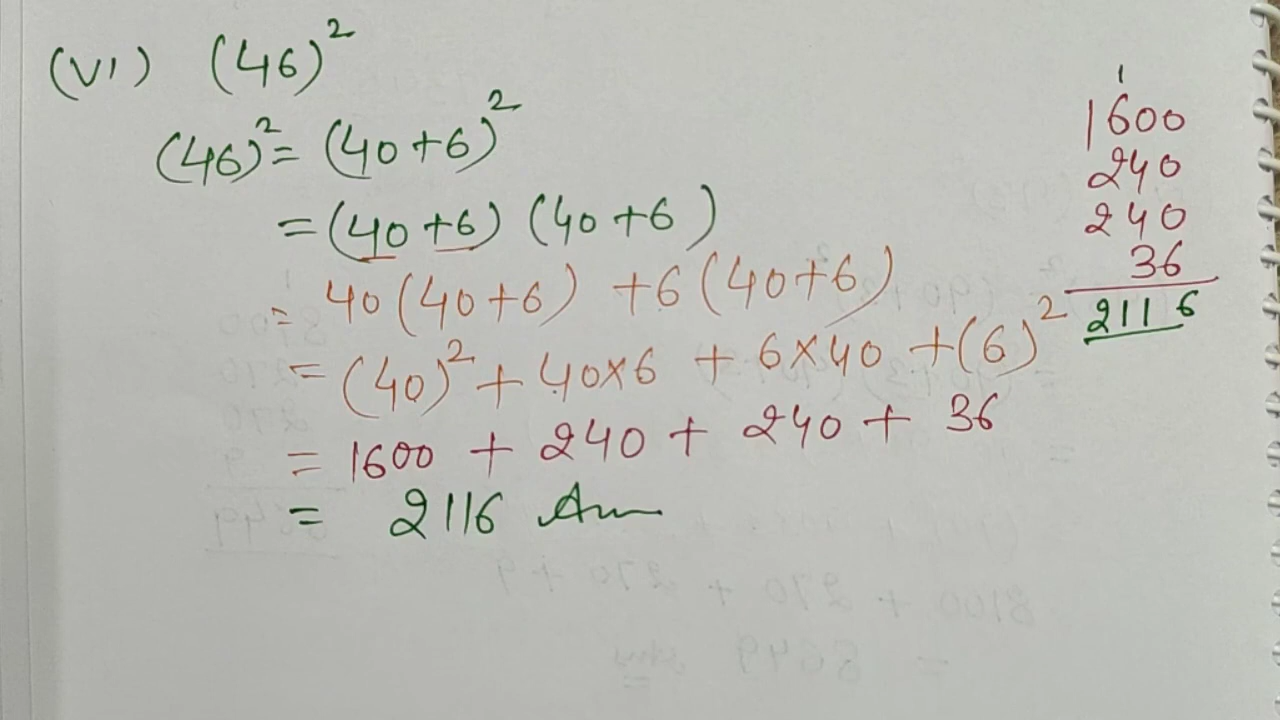 (VI) (46)²
(46)² = (40+6)²
= (40+6) (40+6)
= 40(40+6) +6(40+6)
= (40)² + 40×6 + 6×40 +(6)²
= 1600 + 240 + 240 + 36
= 2116 Ans
1
1600
240
240
36
2116